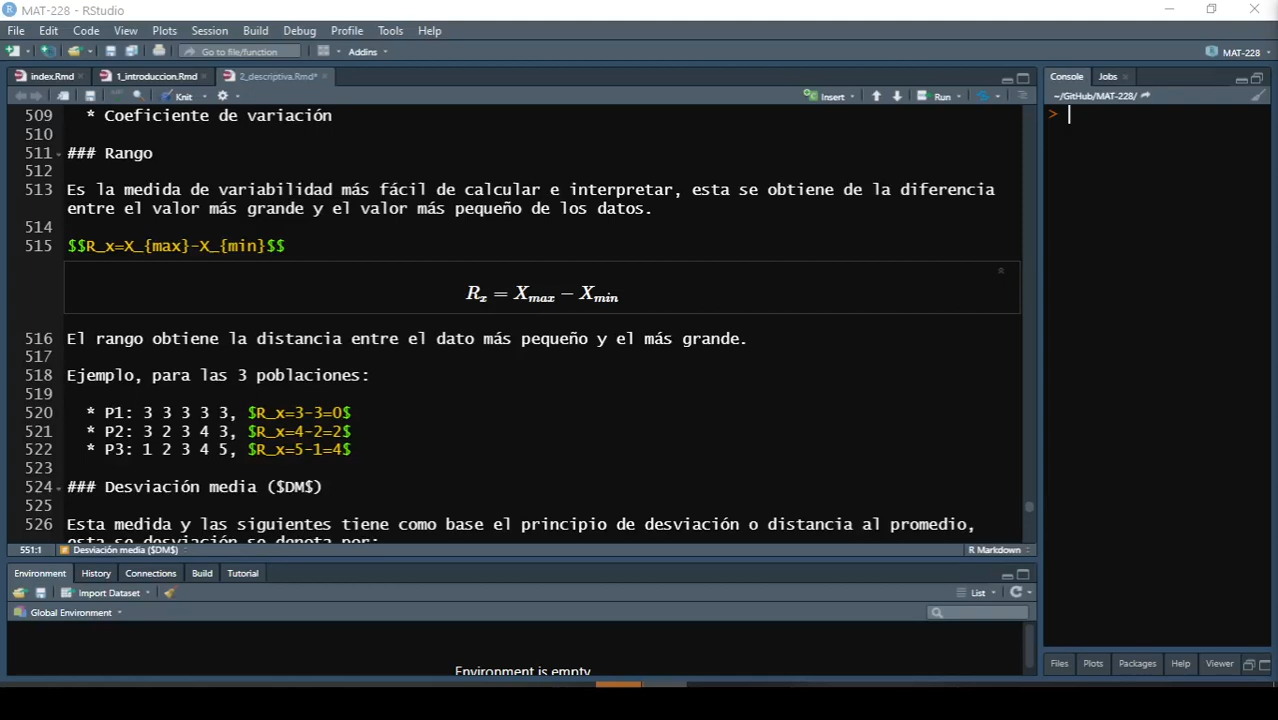 MAT-228 - RStudio
File Edit Code View Plots Session Build Debug Profile Tools Help
Go to file/function Addins MAT-228
index.Rmd 1_introduccion.Rmd 2_descriptiva.Rmd*
Knit Insert Run
509 * Coeficiente de variación
510
511 ### Rango
512
513 Es la medida de variabilidad más fácil de calcular e interpretar, esta se obtiene de la diferencia
entre el valor más grande y el valor más pequeño de los datos.
514
515 $$R_x=X_{max}-X_{min}$$
R_x = X_max − X_min
516 El rango obtiene la distancia entre el dato más pequeño y el más grande.
517
518 Ejemplo, para las 3 poblaciones:
519
520 * P1: 3 3 3 3 3, $R_x=3-3=0$
521 * P2: 3 2 3 4 3, $R_x=4-2=2$
522 * P3: 1 2 3 4 5, $R_x=5-1=4$
523
524 ### Desviación media ($DM$)
525
526 Esta medida y las siguientes tiene como base el principio de desviación o distancia al promedio,
esta se desviación se denota por:
551:1 Desviación media ($DM$) R Markdown
Environment History Connections Build Tutorial
Import Dataset List
Global Environment
Environment is empty
Console Jobs
~/GitHub/MAT-228/
>
Files Plots Packages Help Viewer